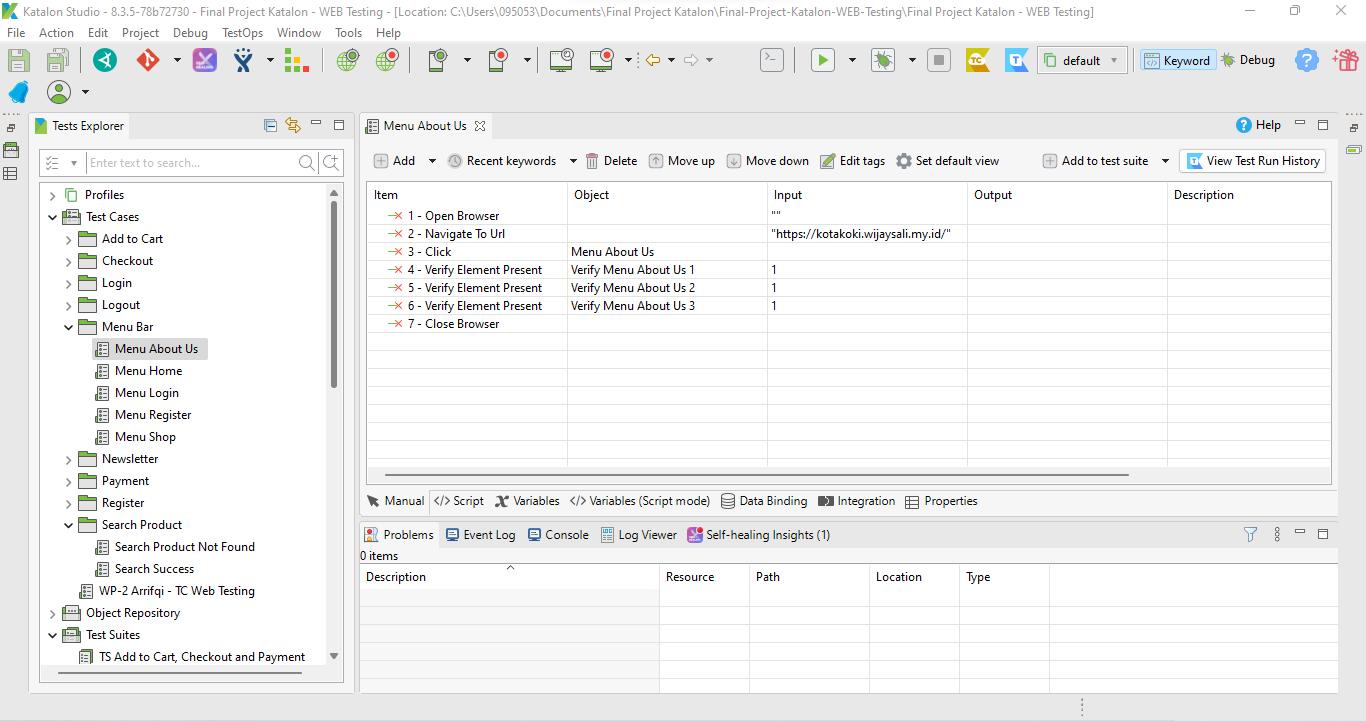 Katalon Studio - 8.3.5-78b72730 - Final Project Katalon - WEB Testing - [Location: C:\Users\095053\Documents\Final Project Katalon\Final-Project-Katalon-WEB-Testing\Final Project Katalon - WEB Testing]
File Action Edit Project Debug TestOps Window Tools Help
TC T default Keyword Debug
Tests Explorer
Enter text to search...
Profiles
Test Cases
Add to Cart
Checkout
Login
Logout
Menu Bar
Menu About Us
Menu Home
Menu Login
Menu Register
Menu Shop
Newsletter
Payment
Register
Search Product
Search Product Not Found
Search Success
WP-2 Arrifqi - TC Web Testing
Object Repository
Test Suites
TS Add to Cart, Checkout and Payment
Menu About Us Help
Add Recent keywords Delete Move up Move down Edit tags Set default view Add to test suite View Test Run History
Item Object Input Output Description
1 - Open Browser ""
2 - Navigate To Url "https://kotakoki.wijaysali.my.id/"
3 - Click Menu About Us
4 - Verify Element Present Verify Menu About Us 1 1
5 - Verify Element Present Verify Menu About Us 2 1
6 - Verify Element Present Verify Menu About Us 3 1
7 - Close Browser
Manual </> Script Variables </> Variables (Script mode) Data Binding Integration Properties
Problems Event Log Console Log Viewer Self-healing Insights (1)
0 items
Description Resource Path Location Type